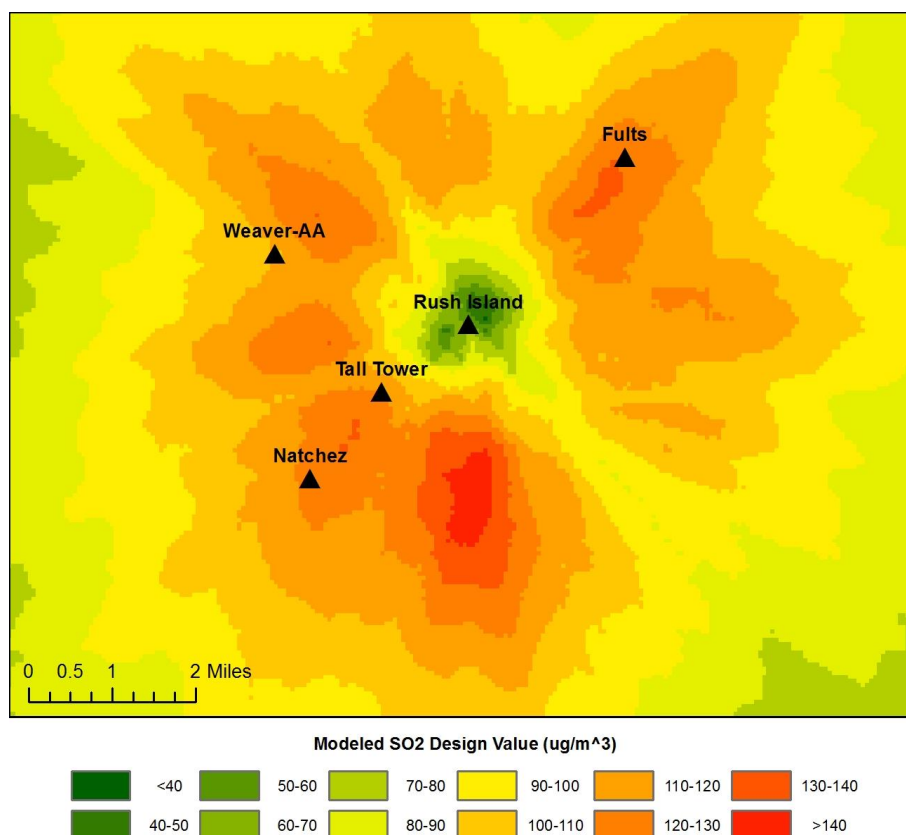 Fults
Weaver-AA
Rush Island
Tall Tower
Natchez
0 0.5 1 2 Miles
Modeled SO2 Design Value (ug/m^3)
<40 50-60 70-80 90-100 110-120 130-140
40-50 60-70 80-90 100-110 120-130 >140